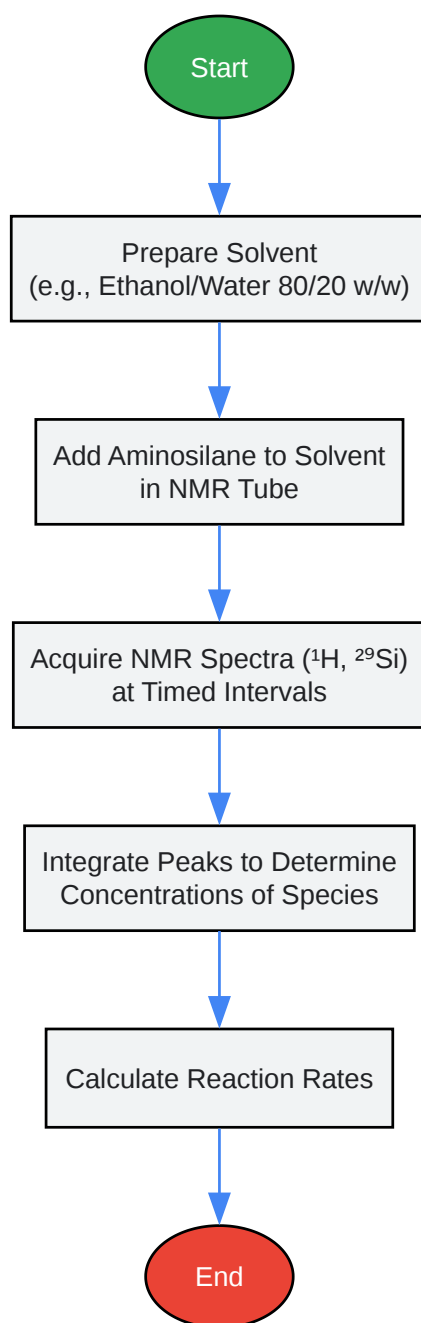 Start
Prepare Solvent
(e.g., Ethanol/Water 80/20 w/w)
Add Aminosilane to Solvent
in NMR Tube
Acquire NMR Spectra (¹H, ²⁹Si)
at Timed Intervals
Integrate Peaks to Determine
Concentrations of Species
Calculate Reaction Rates
End